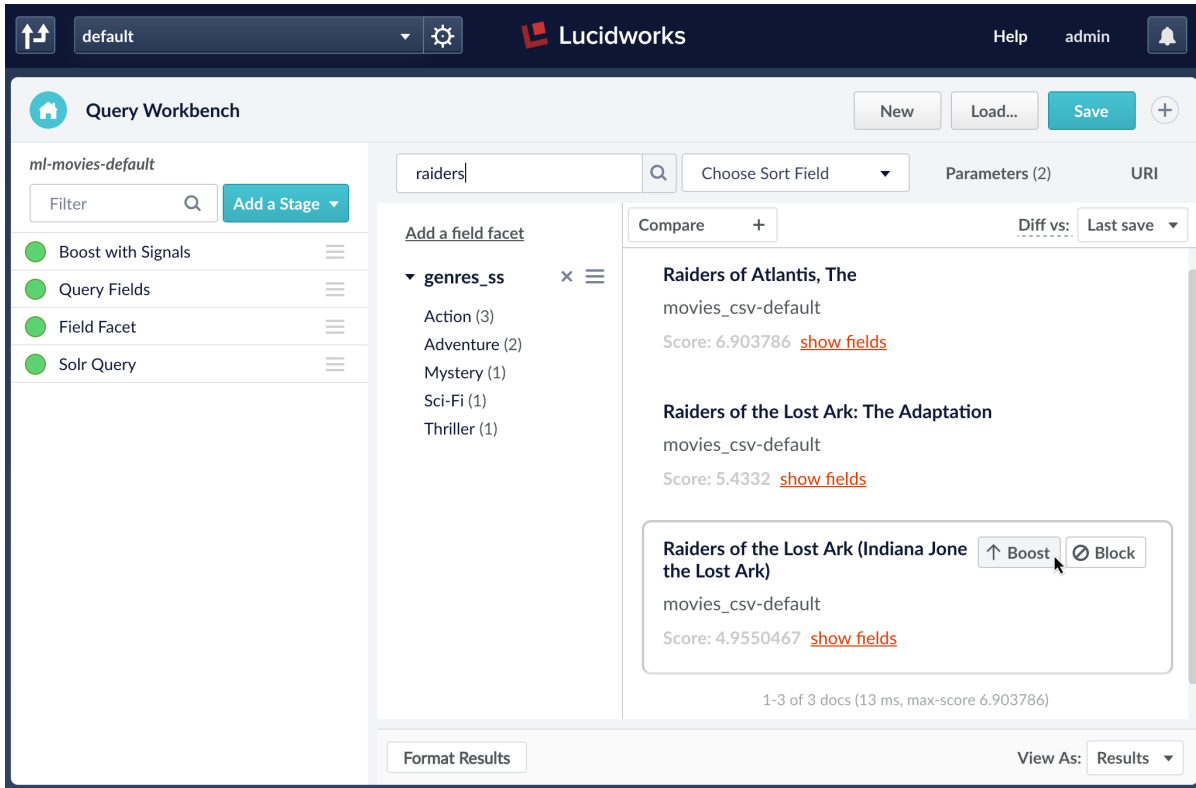 default
Lucidworks
Help
admin
Query Workbench
New
Load...
Save
ml-movies-default
Filter
Add a Stage
Boost with Signals
Query Fields
Field Facet
Solr Query
raiders
Choose Sort Field
Parameters (2)
URI
Add a field facet
genres_ss
Action (3)
Adventure (2)
Mystery (1)
Sci-Fi (1)
Thriller (1)
Compare +
Diff vs:
Last save
Raiders of Atlantis, The
movies_csv-default
Score: 6.903786 show fields
Raiders of the Lost Ark: The Adaptation
movies_csv-default
Score: 5.4332 show fields
Raiders of the Lost Ark (Indiana Jone
the Lost Ark)
Boost
Block
movies_csv-default
Score: 4.9550467 show fields
1-3 of 3 docs (13 ms, max-score 6.903786)
Format Results
View As:
Results